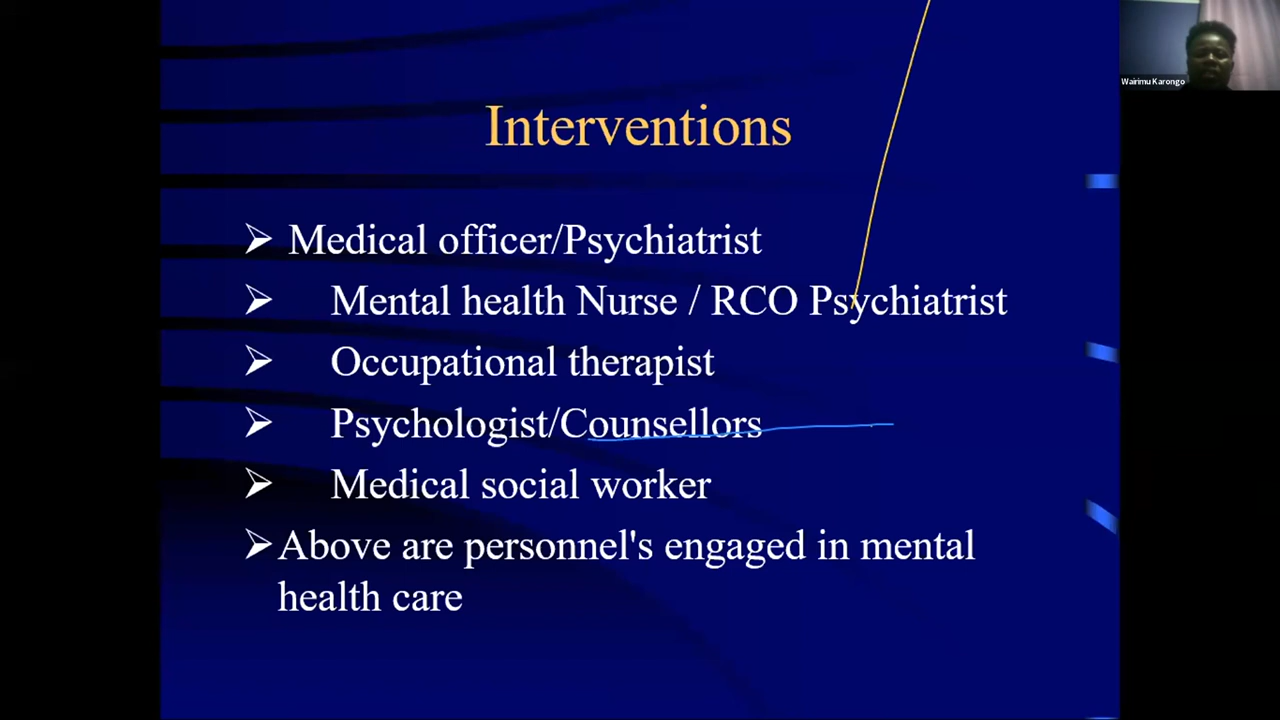 Wairimu Karongo
Interventions
Medical officer/Psychiatrist
Mental health Nurse / RCO Psychiatrist
Occupational therapist
Psychologist/Counsellors
Medical social worker
Above are personnel's engaged in mental
health care